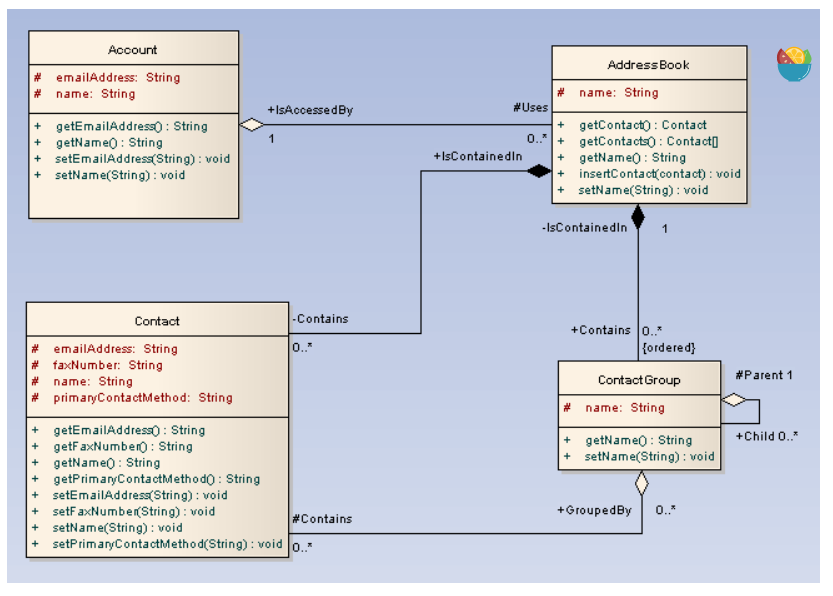 Account
# emailAddress: String
# name: String
+ getEmailAddress() : String
+ getName() : String
+ setEmailAddress(String) : void
+ setName(String) : void
+IsAccessedBy
1
#Uses
0..*
AddressBook
# name: String
+ getContact() : Contact
+ getContacts() : Contact[]
+ getName() : String
+ insertContact(contact) : void
+ setName(String) : void
+IsContainedIn
-IsContainedIn
1
-Contains
0..*
Contact
# emailAddress: String
# faxNumber: String
# name: String
# primaryContactMethod: String
+ getEmailAddress() : String
+ getFaxNumber() : String
+ getName() : String
+ getPrimaryContactMethod() : String
+ setEmailAddress(String) : void
+ setFaxNumber(String) : void
+ setName(String) : void
+ setPrimaryContactMethod(String) : void
+Contains
0..*
{ordered}
ContactGroup
# name: String
+ getName() : String
+ setName(String) : void
#Parent 1
+Child 0..*
+GroupedBy
0..*
#Contains
0..*